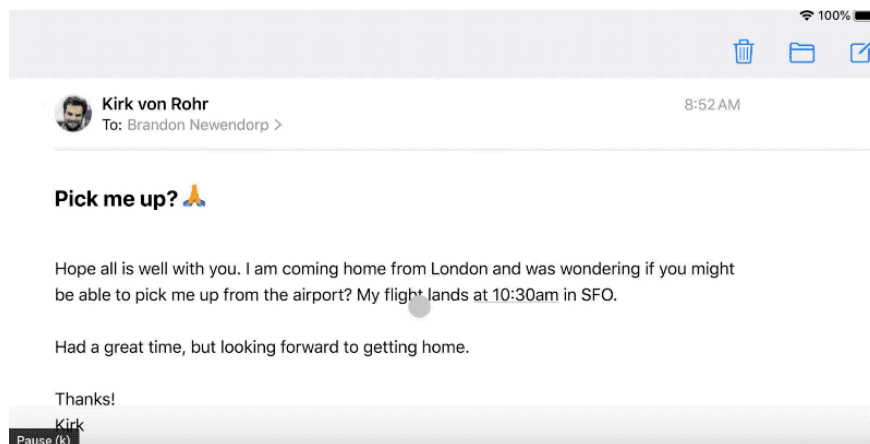 100%
Kirk von Rohr
8:52 AM
To: Brandon Newendorp >
Pick me up? 🙏
Hope all is well with you. I am coming home from London and was wondering if you might
be able to pick me up from the airport? My flight lands at 10:30am in SFO.
Had a great time, but looking forward to getting home.
Thanks!
Kirk
Pause (k)